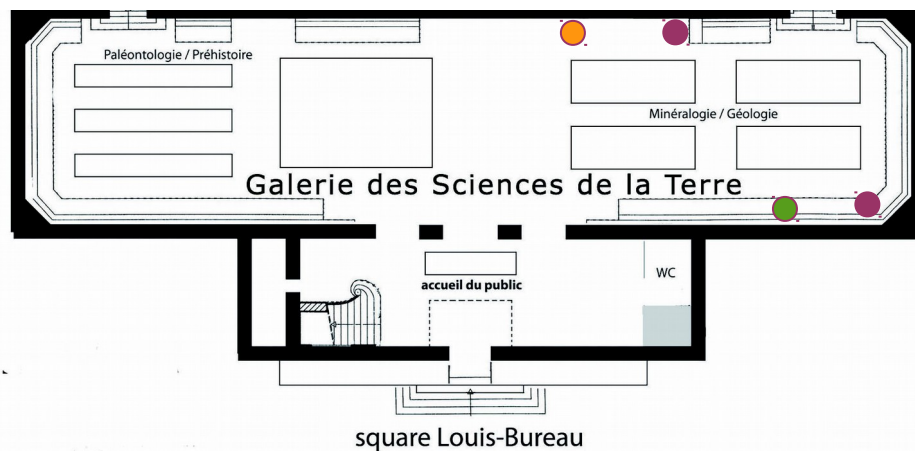 Paléontologie / Préhistoire
Minéralogie / Géologie
Galerie des Sciences de la Terre
accueil du public
WC
square Louis-Bureau